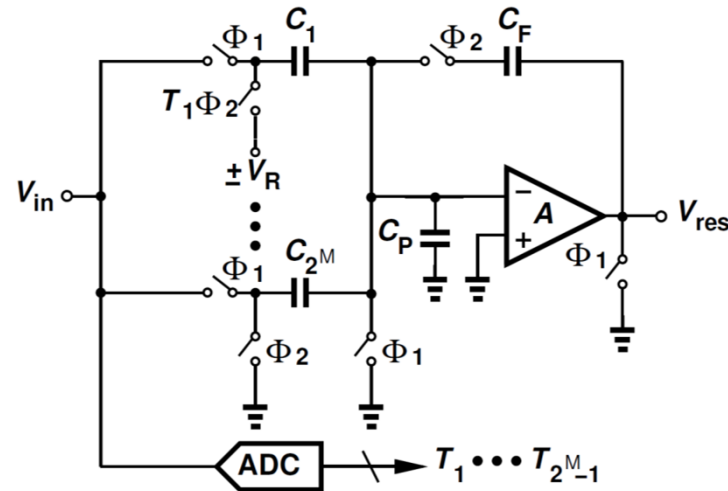 Φ1 C1 Φ2 CF
T1Φ2
±VR
Vin A Vres
− +
CP
Φ1 C2M Φ1
Φ2 Φ1
ADC T1 ••• T2M−1